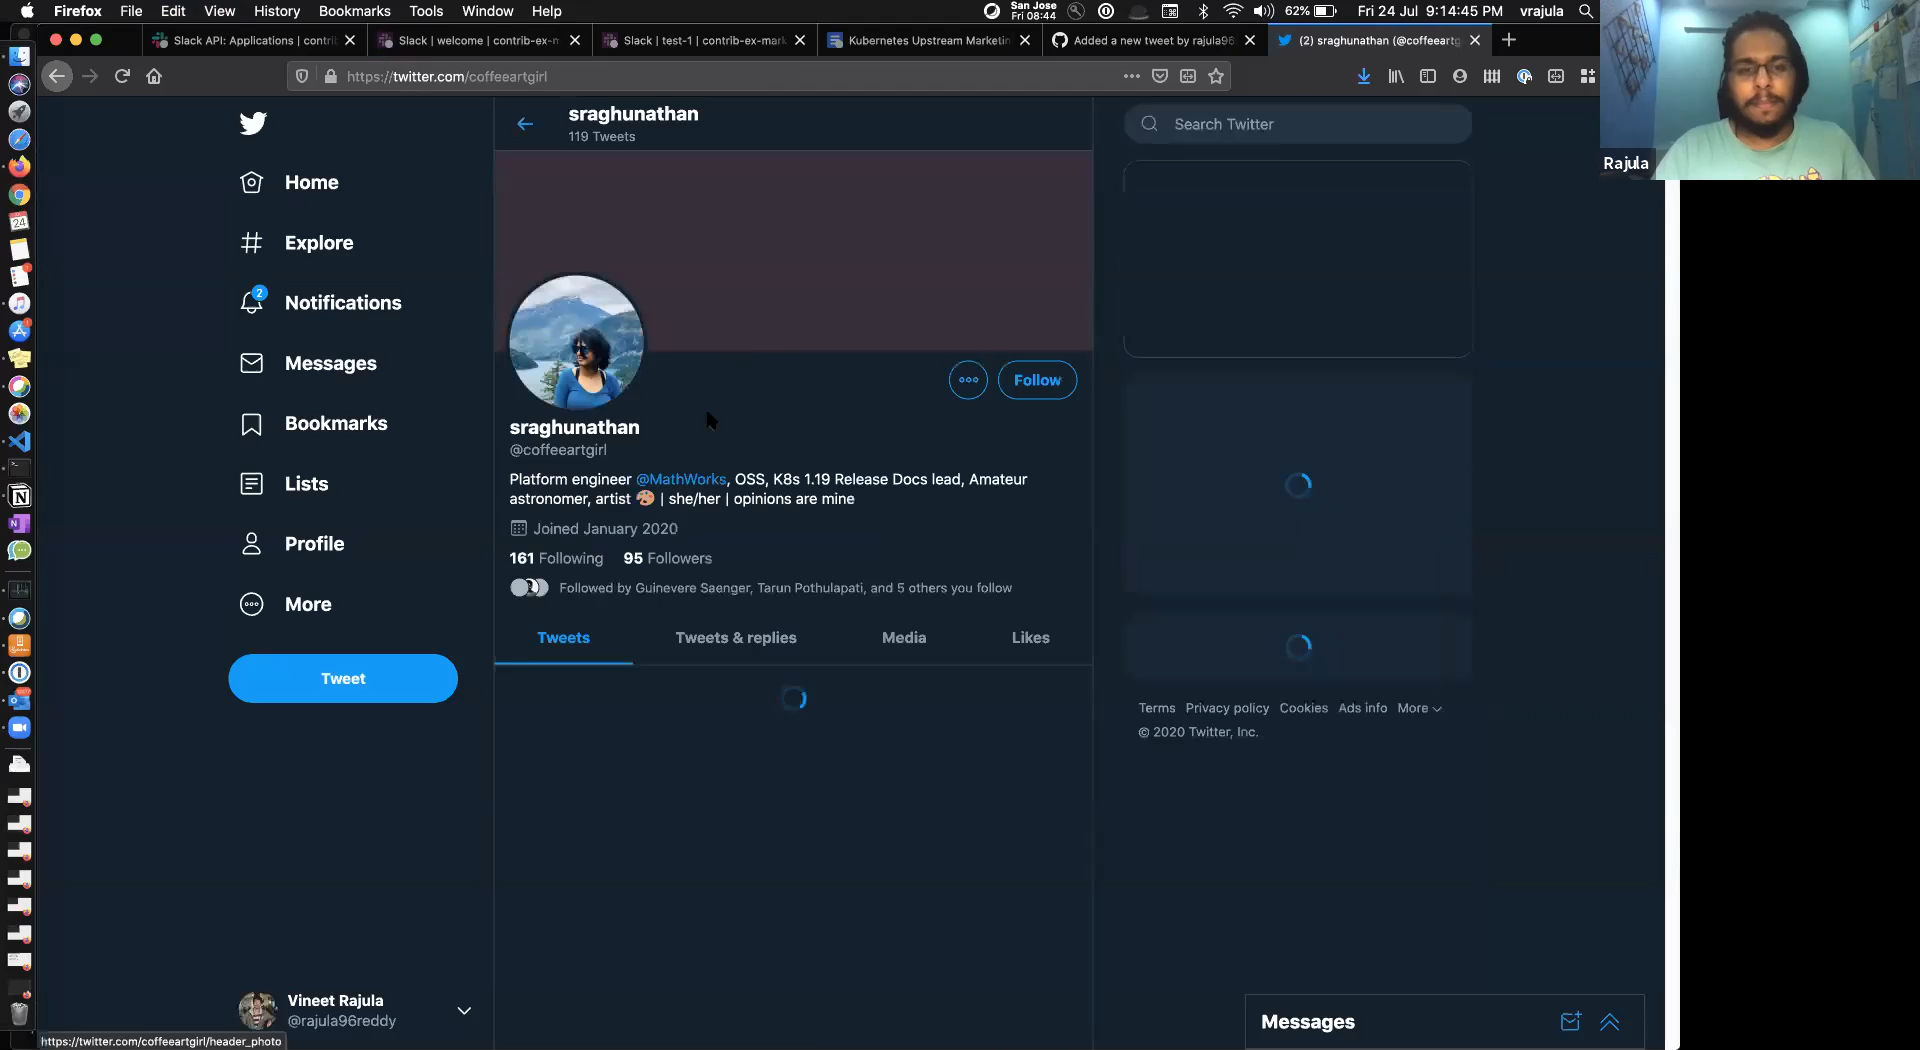 Firefox File Edit View History Bookmarks Tools Window Help
San Jose
Fri 08:44
62%
Fri 24 Jul 9:14:45 PM vrajula
Slack API: Applications | contri
Slack | welcome | contrib-ex-m
Slack | test-1 | contrib-ex-mar
Kubernetes Upstream Marketin
Added a new tweet by rajula96
(2) sraghunathan (@coffeeartg
https://twitter.com/coffeeartgirl
Rajula
24
Home
Explore
2
Notifications
Messages
Bookmarks
Lists
Profile
More
Tweet
Vineet Rajula
@rajula96reddy
https://twitter.com/coffeeartgirl/header_photo
sraghunathan
119 Tweets
Follow
sraghunathan
@coffeeartgirl
Platform engineer @MathWorks, OSS, K8s 1.19 Release Docs lead, Amateur
astronomer, artist 🎨 | she/her | opinions are mine
Joined January 2020
161 Following 95 Followers
Followed by Guinevere Saenger, Tarun Pothulapati, and 5 others you follow
Tweets Tweets & replies Media Likes
Search Twitter
Terms Privacy policy Cookies Ads info More
© 2020 Twitter, Inc.
Messages